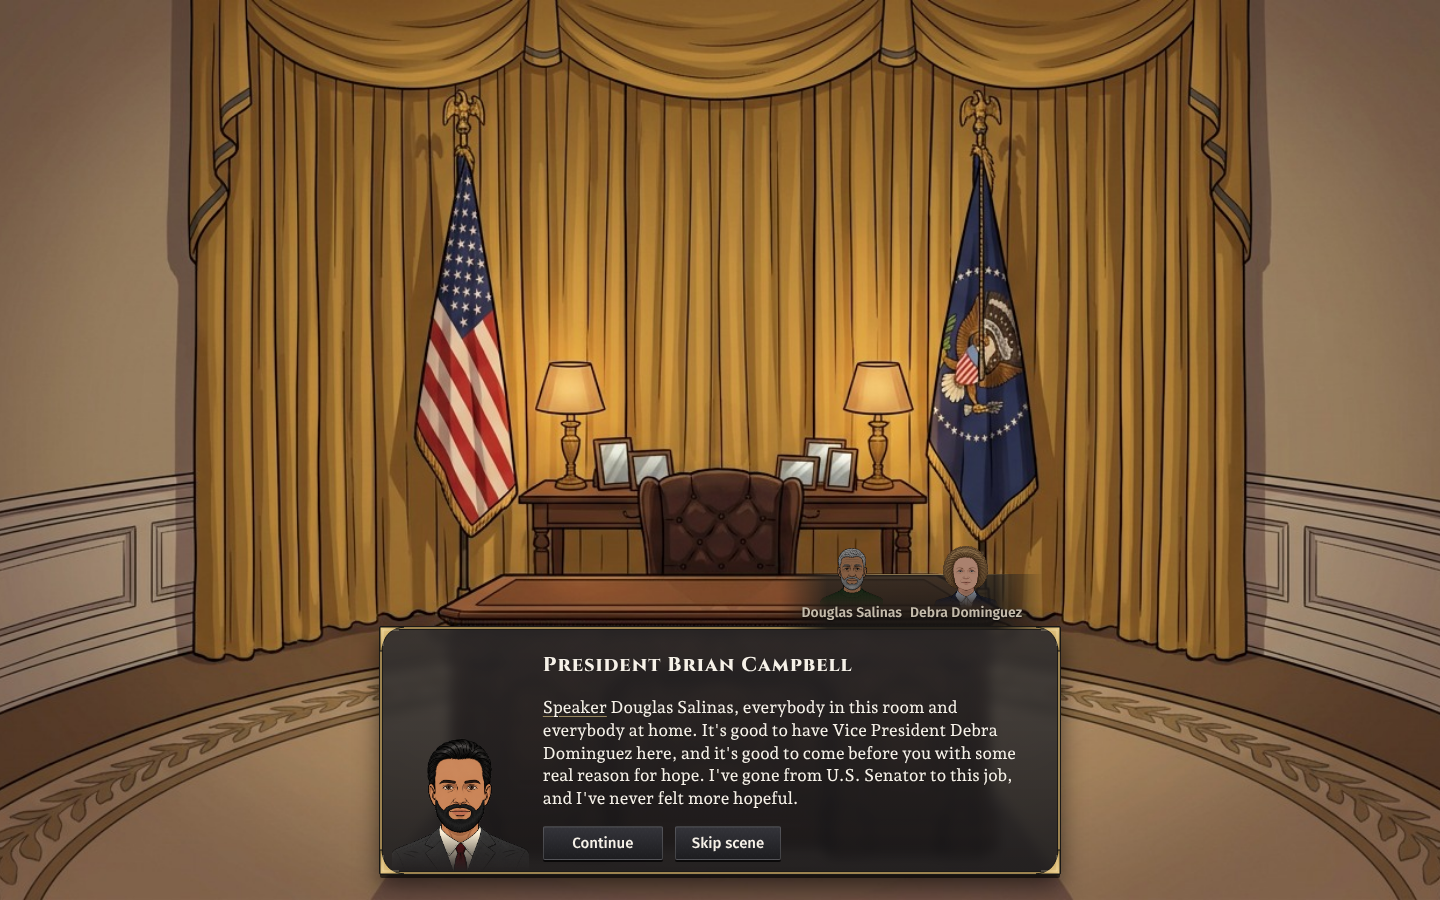 Douglas Salinas Debra Dominguez
President Brian Campbell
Speaker Douglas Salinas, everybody in this room and
everybody at home. It's good to have Vice President Debra
Dominguez here, and it's good to come before you with some
real reason for hope. I've gone from U.S. Senator to this job,
and I've never felt more hopeful.
Continue Skip scene